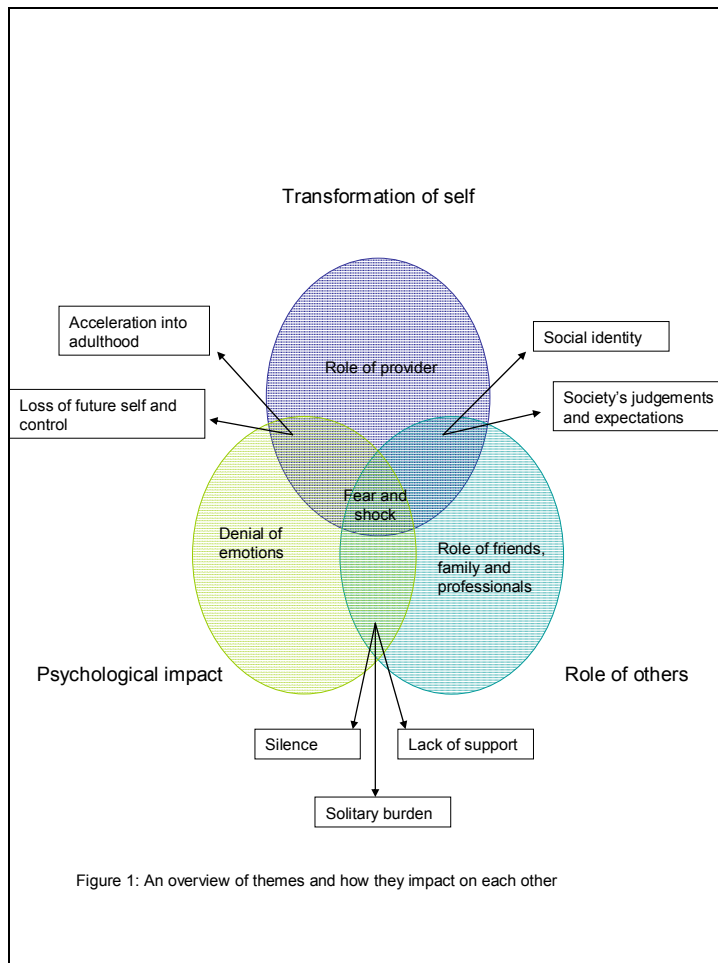 Transformation of self
Acceleration into
adulthood
Social identity
Role of provider
Loss of future self and
control
Society's judgements
and expectations
Fear and
shock
Denial of
emotions
Role of friends,
family and
professionals
Psychological impact
Role of others
Silence
Lack of support
Solitary burden
Figure 1: An overview of themes and how they impact on each other